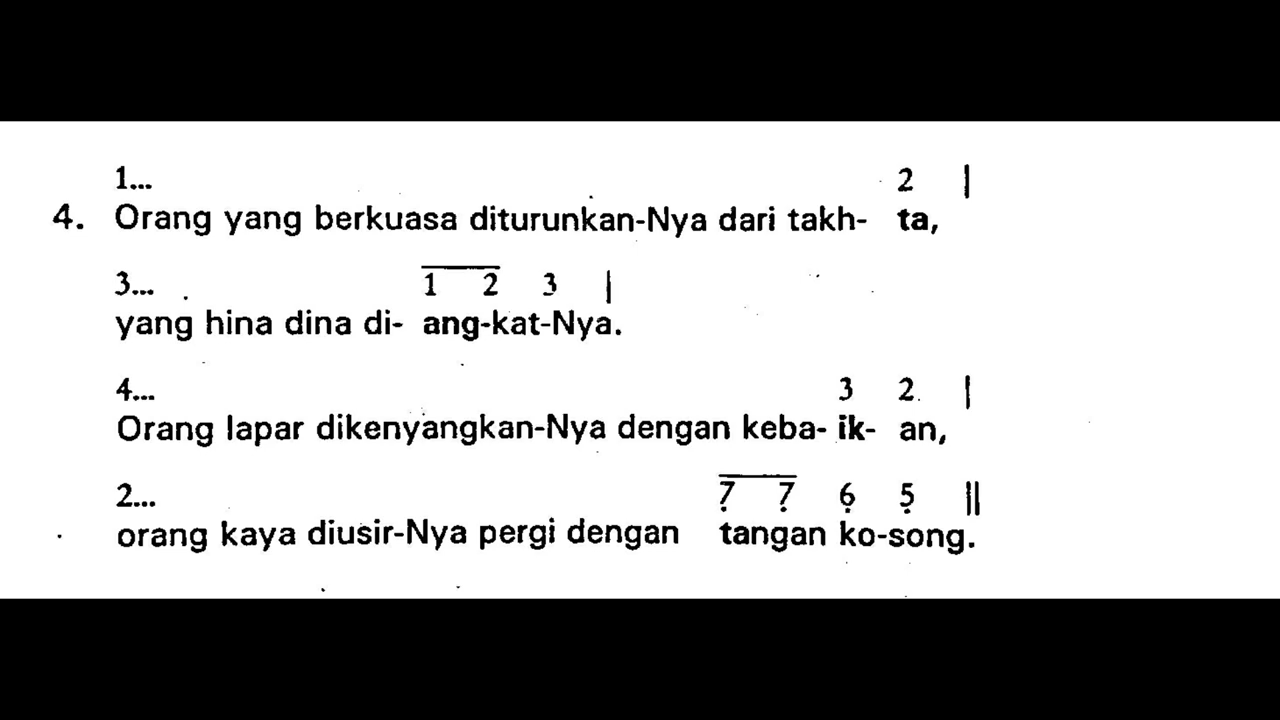 1... 2 |
4. Orang yang berkuasa diturunkan-Nya dari takh- ta,
3... 1 2 3 |
yang hina dina di- ang-kat-Nya.
4... 3 2 |
Orang lapar dikenyangkan-Nya dengan keba- ik- an,
2... 7̣ 7̣ 6̣ 5̣ ||
orang kaya diusir-Nya pergi dengan tangan ko-song.